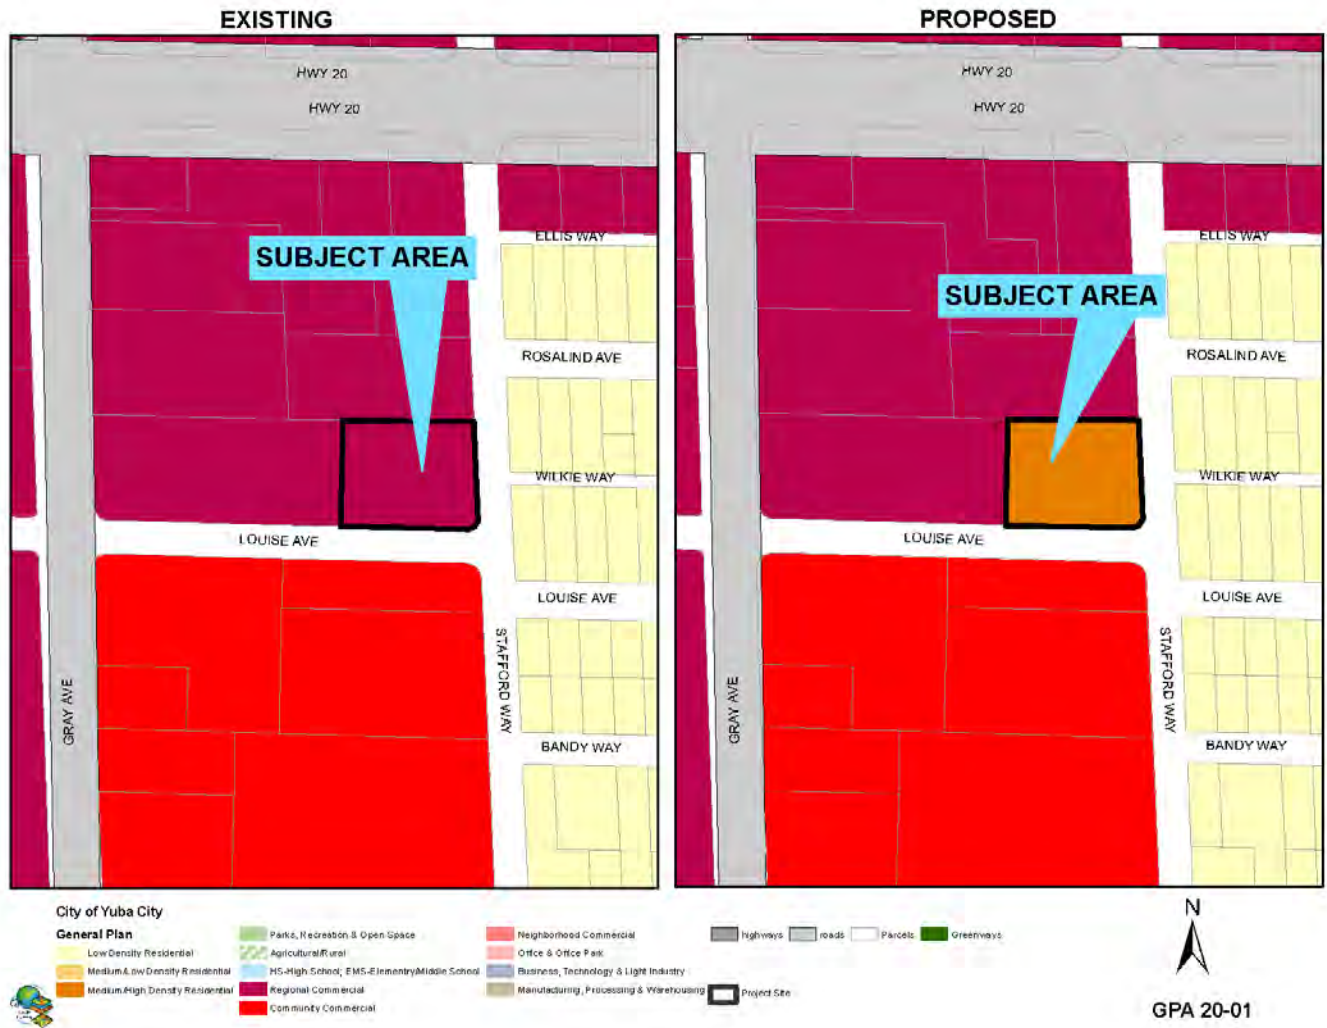 EXISTING
PROPOSED
HWY 20
HWY 20
ELLIS WAY
SUBJECT AREA
ROSALIND AVE
WILKIE WAY
LOUISE AVE
LOUISE AVE
STAFFORD WAY
GRAY AVE
BANDY WAY
HWY 20
HWY 20
ELLIS WAY
SUBJECT AREA
ROSALIND AVE
WILKIE WAY
LOUISE AVE
LOUISE AVE
STAFFORD WAY
GRAY AVE
BANDY WAY
City of Yuba City
General Plan
Low Density Residential
Medium/Low Density Residential
Medium/High Density Residential
Parks, Recreation & Open Space
Agricultural/Rural
HS-High School; EMS-Elementry/Middle School
Regional Commercial
Community Commercial
Neighborhood Commercial
Office & Office Park
Business, Technology & Light Industry
Manufacturing, Processing & Warehousing
highways
roads
Parcels
Greenways
Project Site
N
GPA 20-01